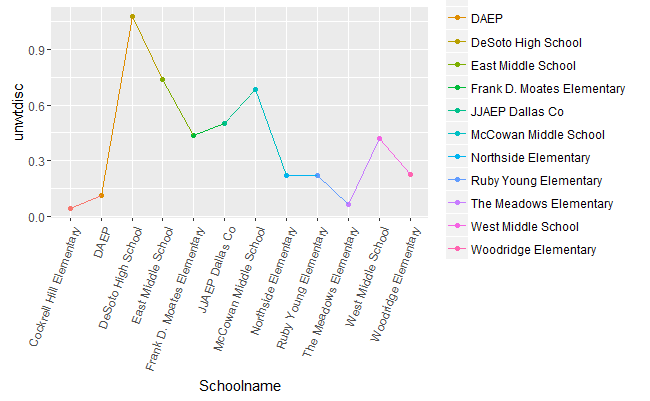 unwtdisc
0.9
0.6
0.3
0.0
Cockrell Hill Elementary
DAEP
DeSoto High School
East Middle School
Frank D. Moates Elementary
JJAEP Dallas Co
McCowan Middle School
Northside Elementary
Ruby Young Elementary
The Meadows Elementary
West Middle School
Woodridge Elementary
Schoolname
DAEP
DeSoto High School
East Middle School
Frank D. Moates Elementary
JJAEP Dallas Co
McCowan Middle School
Northside Elementary
Ruby Young Elementary
The Meadows Elementary
West Middle School
Woodridge Elementary